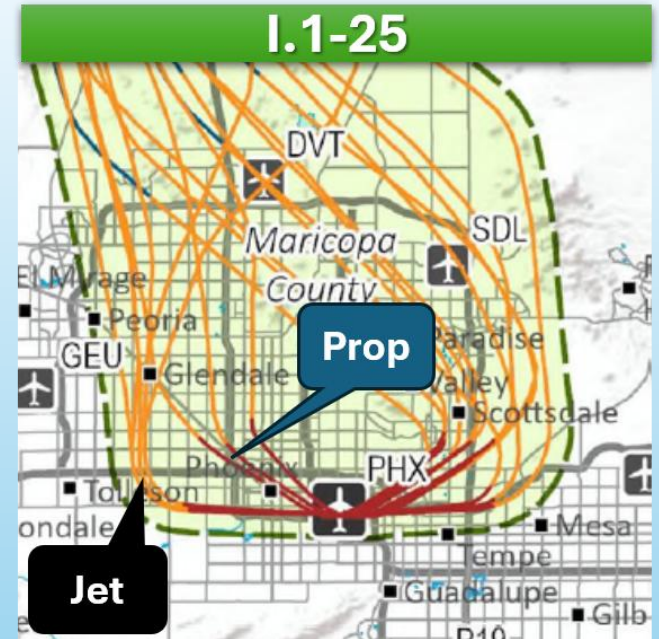 I.1-25
DVT
SDL
Maricopa
County
El Mirage
Peoria
Prop
Paradise
Valley
GEU
Glendale
Scottsdale
Phoenix
PHX
Tolleson
ondale
Mesa
Tempe
Jet
Guadalupe
Gilb